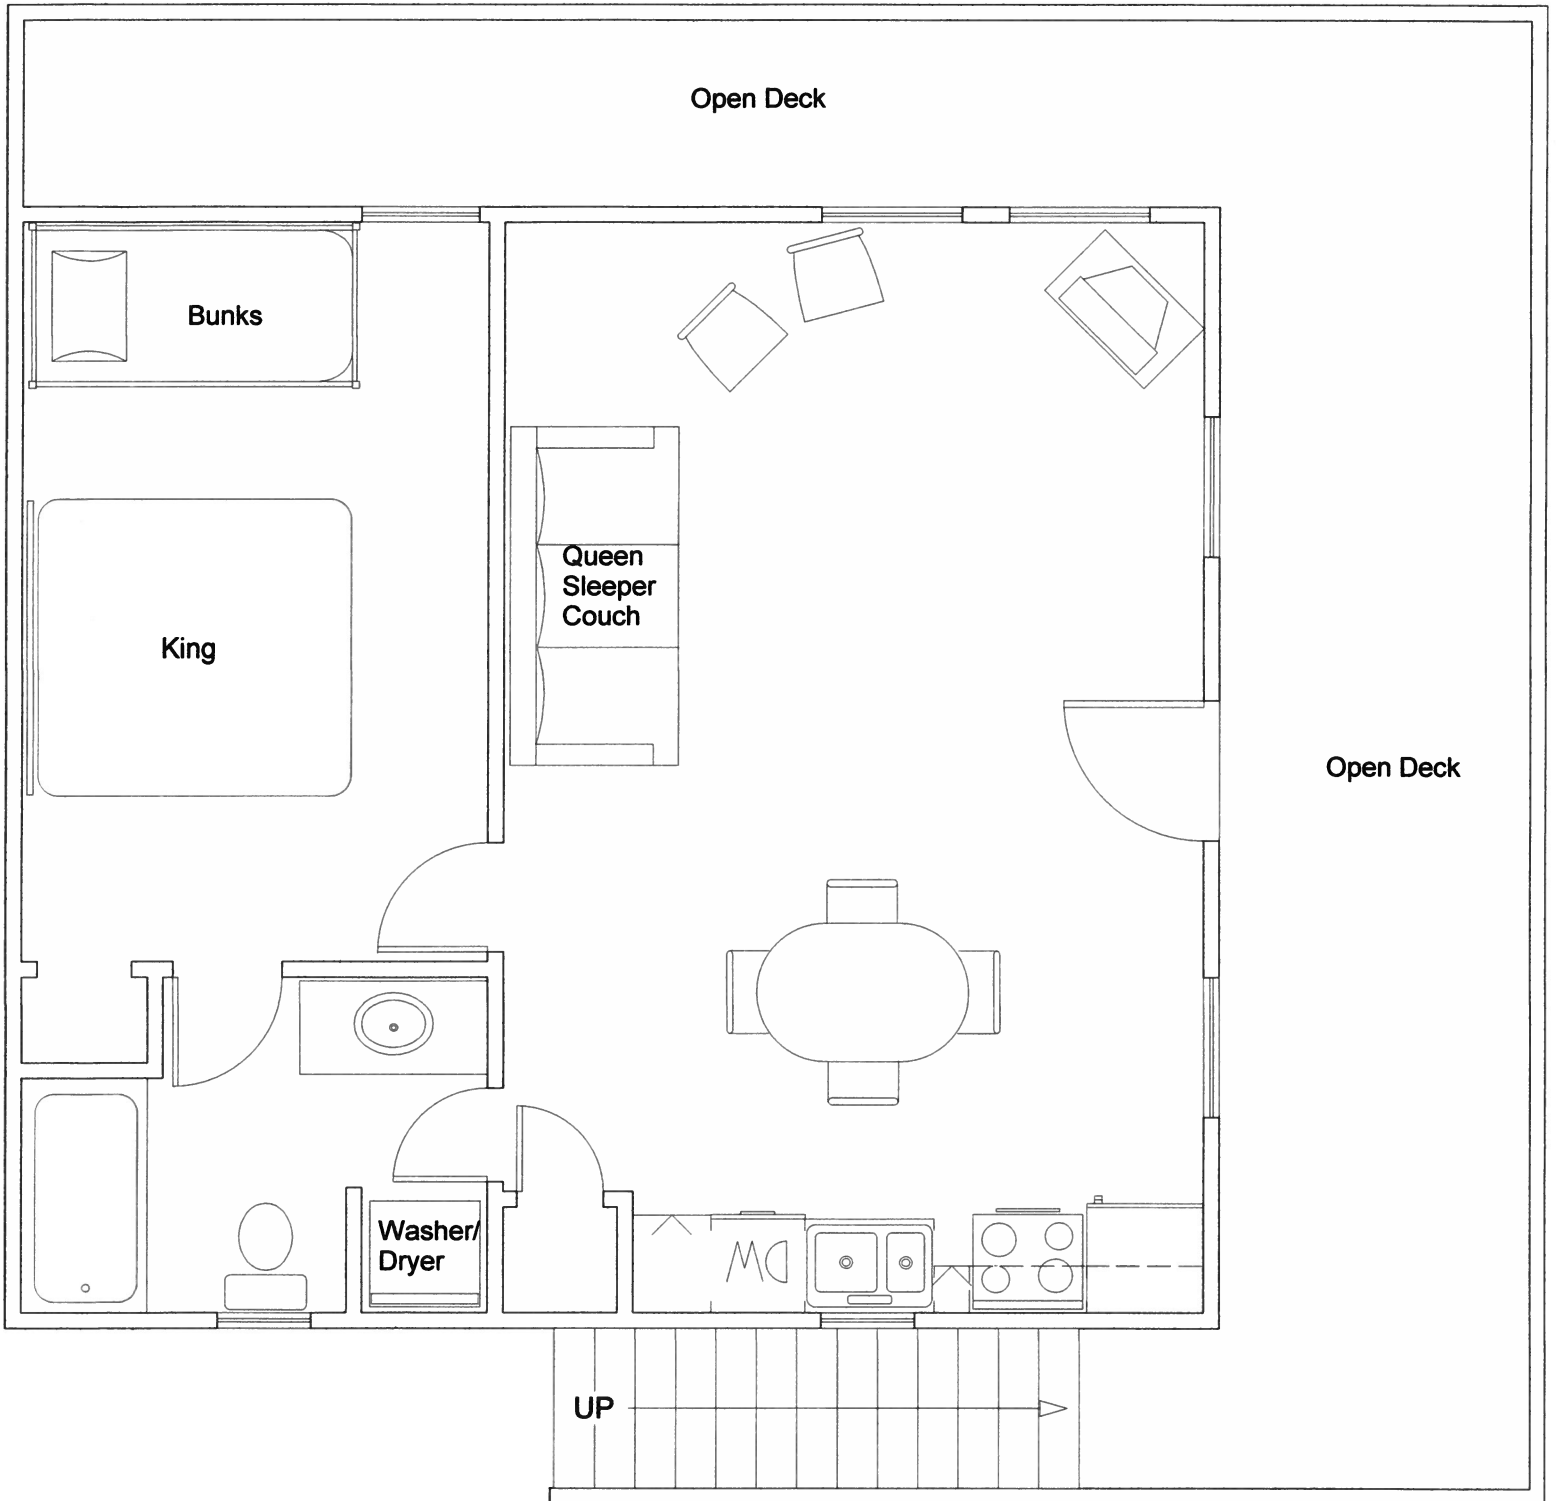 Open Deck
Bunks
Queen
Sleeper
Couch
King
Open Deck
Washer/
Dryer
DW
UP